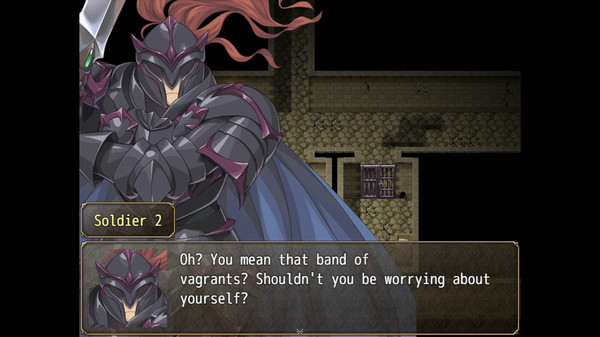 Soldier 2
Oh? You mean that band of
vagrants? Shouldn't you be worrying about
yourself?